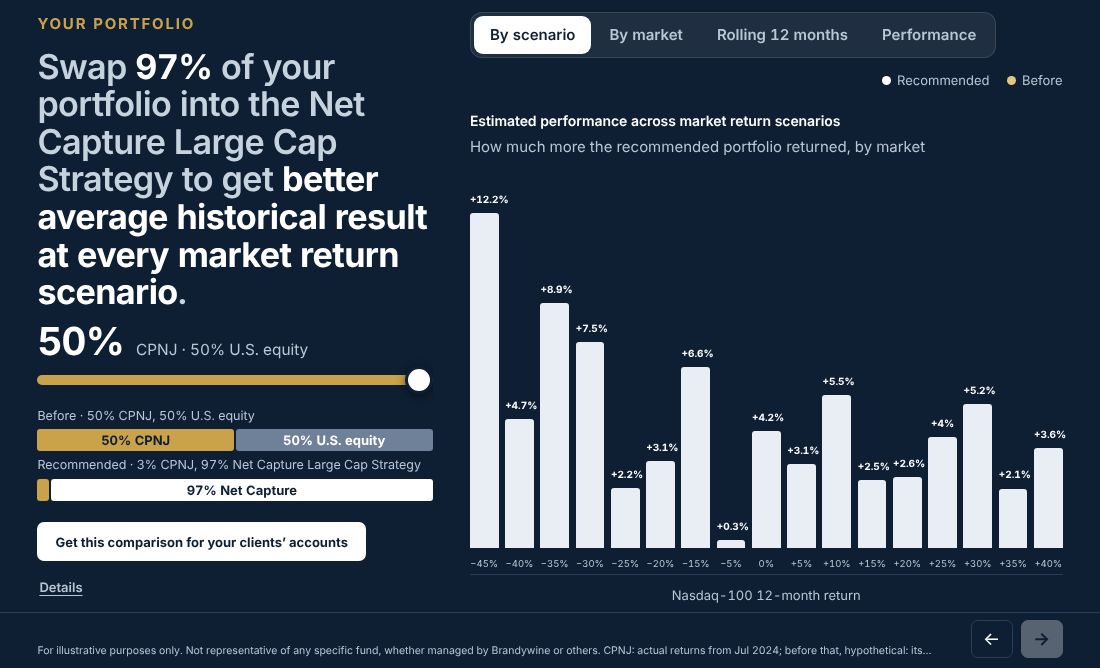 YOUR PORTFOLIO
Swap 97% of your
portfolio into the Net
Capture Large Cap
Strategy to get better
average historical result
at every market return
scenario.
50% CPNJ · 50% U.S. equity
Before · 50% CPNJ, 50% U.S. equity
50% CPNJ 50% U.S. equity
Recommended · 3% CPNJ, 97% Net Capture Large Cap Strategy
97% Net Capture
Get this comparison for your clients’ accounts
Details
By scenario By market Rolling 12 months Performance
Recommended Before
Estimated performance across market return scenarios
How much more the recommended portfolio returned, by market
+12.2% +4.7% +8.9% +7.5% +2.2% +3.1% +6.6% +0.3% +4.2% +3.1% +5.5% +2.5% +2.6% +4% +5.2% +2.1% +3.6%
−45% −40% −35% −30% −25% −20% −15% −5% 0% +5% +10% +15% +20% +25% +30% +35% +40%
Nasdaq-100 12-month return
For illustrative purposes only. Not representative of any specific fund, whether managed by Brandywine or others. CPNJ: actual returns from Jul 2024; before that, hypothetical: its…